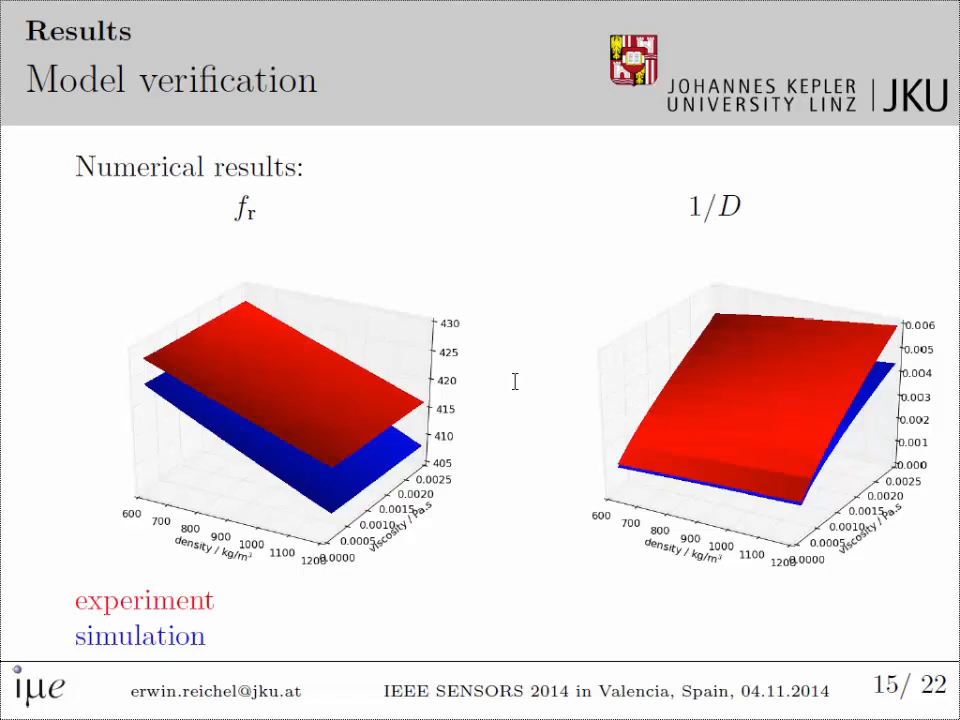 Results
Model verification
JOHANNES KEPLER
UNIVERSITY LINZ
JKU
Numerical results:
fr
1/D
430
425
420
415
410
405
0.0025
0.0020
0.0015
0.0010
0.0005
0.0000
viscosity / Pa.s
600
700
800
900
1000
1100
1200
density / kg/m³
0.006
0.005
0.004
0.003
0.002
0.001
0.000
0.0025
0.0020
0.0015
0.0010
0.0005
0.0000
viscosity / Pa.s
600
700
800
900
1000
1100
1200
density / kg/m³
experiment
simulation
iμe
erwin.reichel@jku.at
IEEE SENSORS 2014 in Valencia, Spain, 04.11.2014
15/ 22